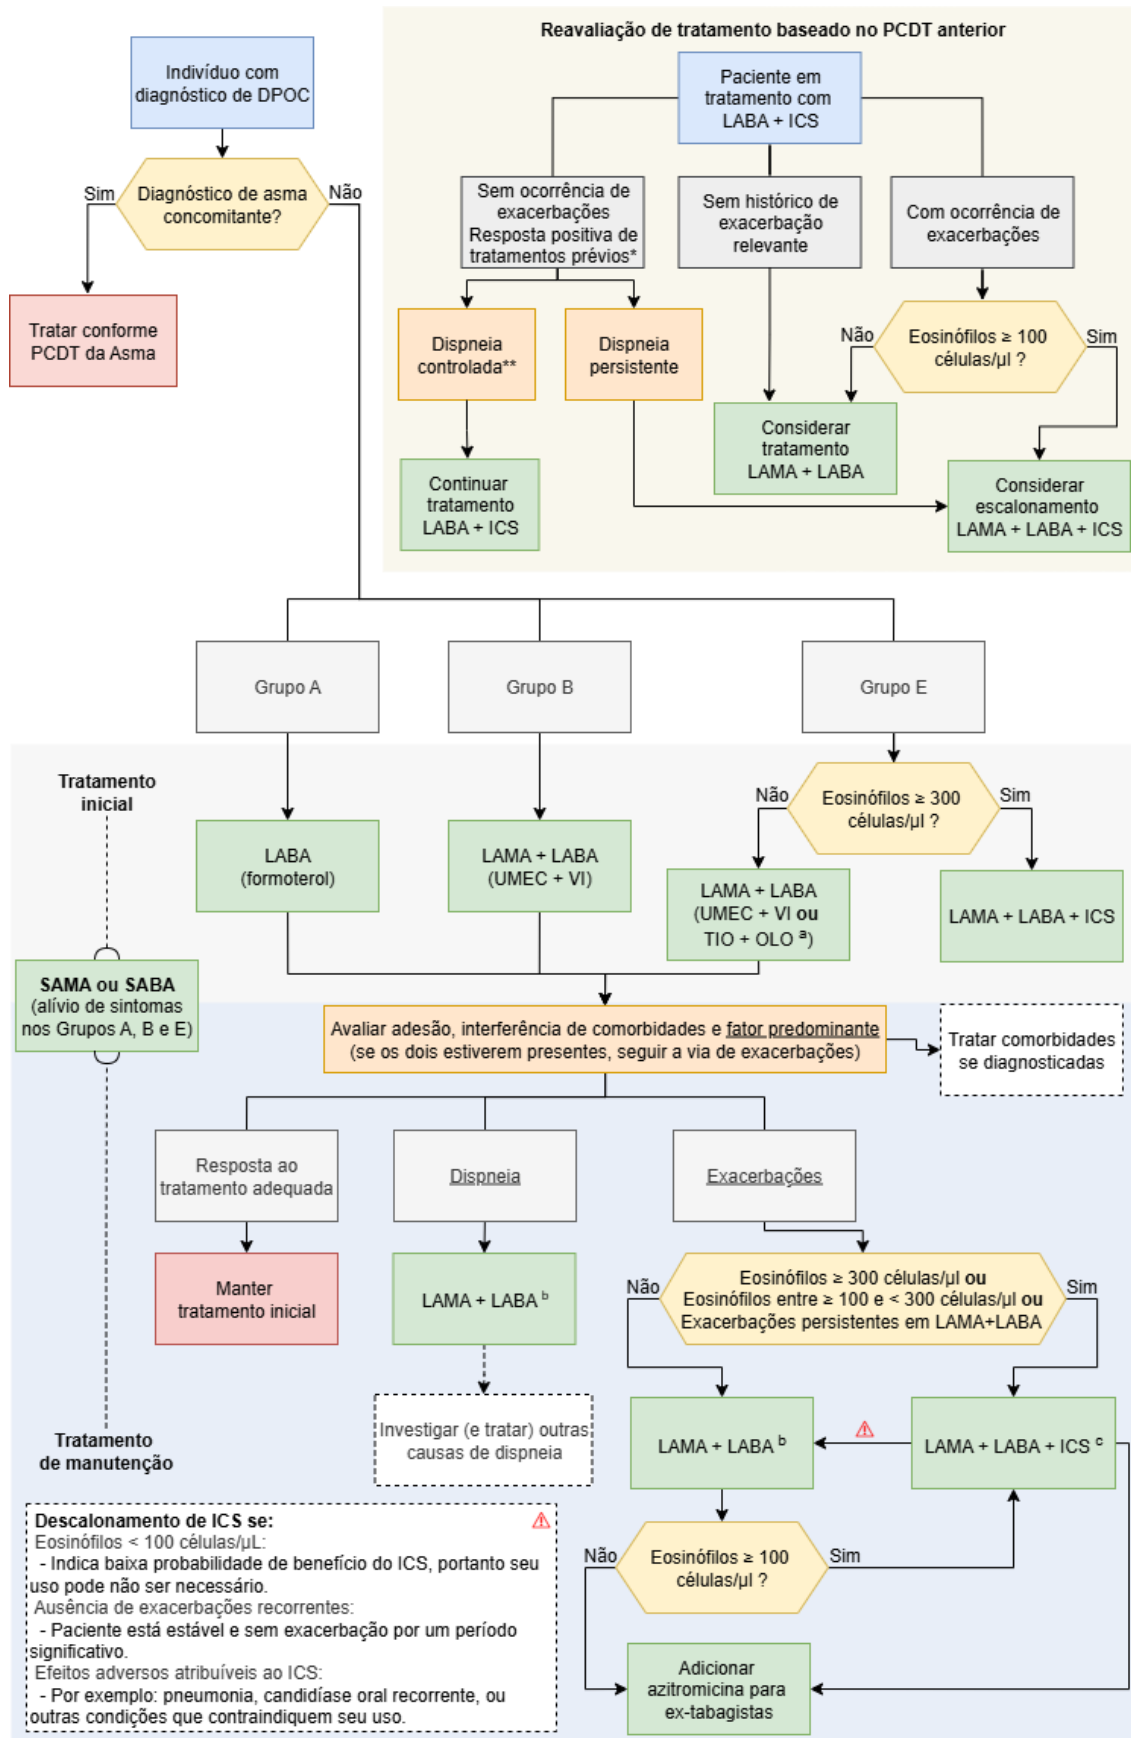 Reavaliação de tratamento baseado no PCDT anterior
Indivíduo com
diagnóstico de DPOC
Sim
Diagnóstico de asma
concomitante?
Não
Tratar conforme
PCDT da Asma
Paciente em
tratamento com
LABA + ICS
Sem ocorrência de
exacerbações
Resposta positiva de
tratamentos prévios*
Sem histórico de
exacerbação
relevante
Com ocorrência de
exacerbações
Dispneia
controlada**
Dispneia
persistente
Não
Eosinófilos ≥ 100
células/µl ?
Sim
Continuar
tratamento
LABA + ICS
Considerar
tratamento
LAMA + LABA
Considerar
escalonamento
LAMA + LABA + ICS
Grupo A
Grupo B
Grupo E
Tratamento
inicial
Não
Eosinófilos ≥ 300
células/µl ?
Sim
LABA
(formoterol)
LAMA + LABA
(UMEC + VI)
LAMA + LABA
(UMEC + VI ou
TIO + OLO ª)
LAMA + LABA + ICS
SAMA ou SABA
(alívio de sintomas
nos Grupos A, B e E)
Avaliar adesão, interferência de comorbidades e fator predominante
(se os dois estiverem presentes, seguir a via de exacerbações)
Tratar comorbidades
se diagnosticadas
Resposta ao
tratamento adequada
Dispneia
Exacerbações
Manter
tratamento inicial
LAMA + LABA ᵇ
Não
Eosinófilos ≥ 300 células/µl ou
Eosinófilos entre ≥ 100 e < 300 células/µl ou
Exacerbações persistentes em LAMA+LABA
Sim
Investigar (e tratar) outras
causas de dispneia
LAMA + LABA ᵇ
LAMA + LABA + ICS ᶜ
Tratamento
de manutenção
Não
Eosinófilos ≥ 100
células/µl ?
Sim
Adicionar
azitromicina para
ex-tabagistas
Descalonamento de ICS se:
Eosinófilos < 100 células/µL:
- Indica baixa probabilidade de benefício do ICS, portanto seu
uso pode não ser necessário.
Ausência de exacerbações recorrentes:
- Paciente está estável e sem exacerbação por um período
significativo.
Efeitos adversos atribuíveis ao ICS:
- Por exemplo: pneumonia, candidíase oral recorrente, ou
outras condições que contraindiquem seu uso.